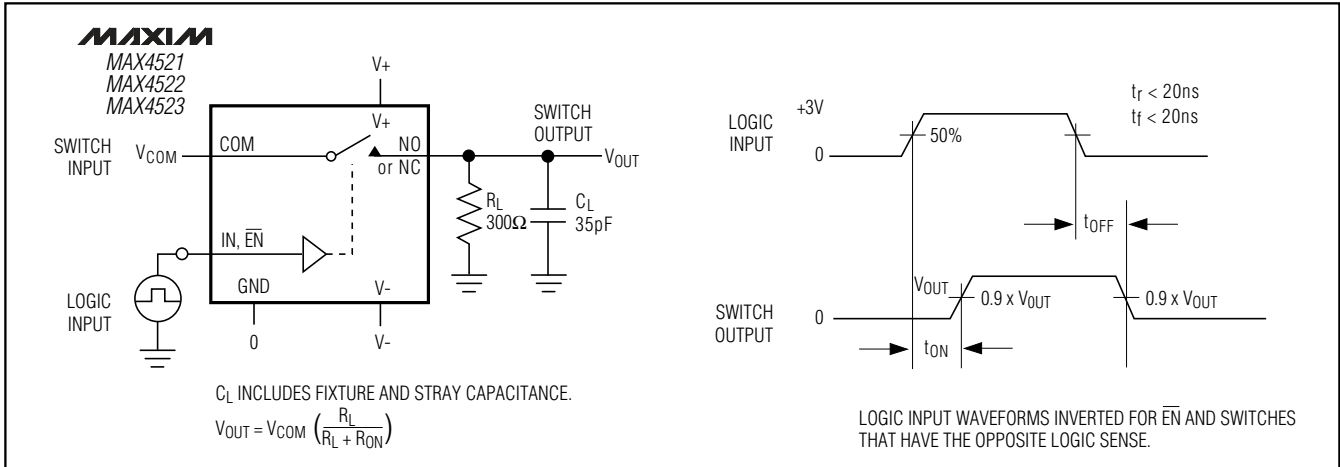 MAXIM
MAX4521
MAX4522
MAX4523
V+
V+
SWITCH
INPUT
VCOM
COM
NO
or NC
SWITCH
OUTPUT
VOUT
RL
300Ω
CL
35pF
IN, E̅N̅
GND
V-
LOGIC
INPUT
0
V-
CL INCLUDES FIXTURE AND STRAY CAPACITANCE.
VOUT = VCOM (RL / RL + RON)
LOGIC
INPUT
+3V
0
50%
tr < 20ns
tf < 20ns
tOFF
SWITCH
OUTPUT
VOUT
0
0.9 x VOUT
0.9 x VOUT
tON
LOGIC INPUT WAVEFORMS INVERTED FOR E̅N̅ AND SWITCHES
THAT HAVE THE OPPOSITE LOGIC SENSE.